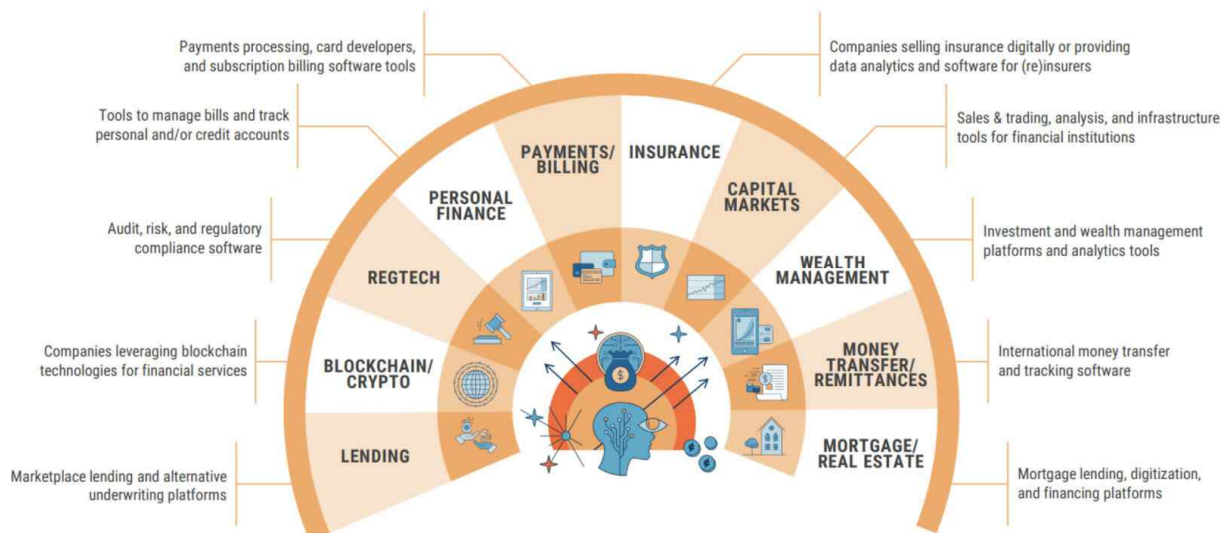 Payments processing, card developers,
and subscription billing software tools
Companies selling insurance digitally or providing
data analytics and software for (re)insurers
Tools to manage bills and track
personal and/or credit accounts
Sales & trading, analysis, and infrastructure
tools for financial institutions
PAYMENTS/
BILLING
INSURANCE
PERSONAL
FINANCE
CAPITAL
MARKETS
Audit, risk, and regulatory
compliance software
Investment and wealth management
platforms and analytics tools
REGTECH
WEALTH
MANAGEMENT
Companies leveraging blockchain
technologies for financial services
International money transfer
and tracking software
BLOCKCHAIN/
CRYPTO
MONEY
TRANSFER/
REMITTANCES
LENDING
MORTGAGE/
REAL ESTATE
Marketplace lending and alternative
underwriting platforms
Mortgage lending, digitization,
and financing platforms
$